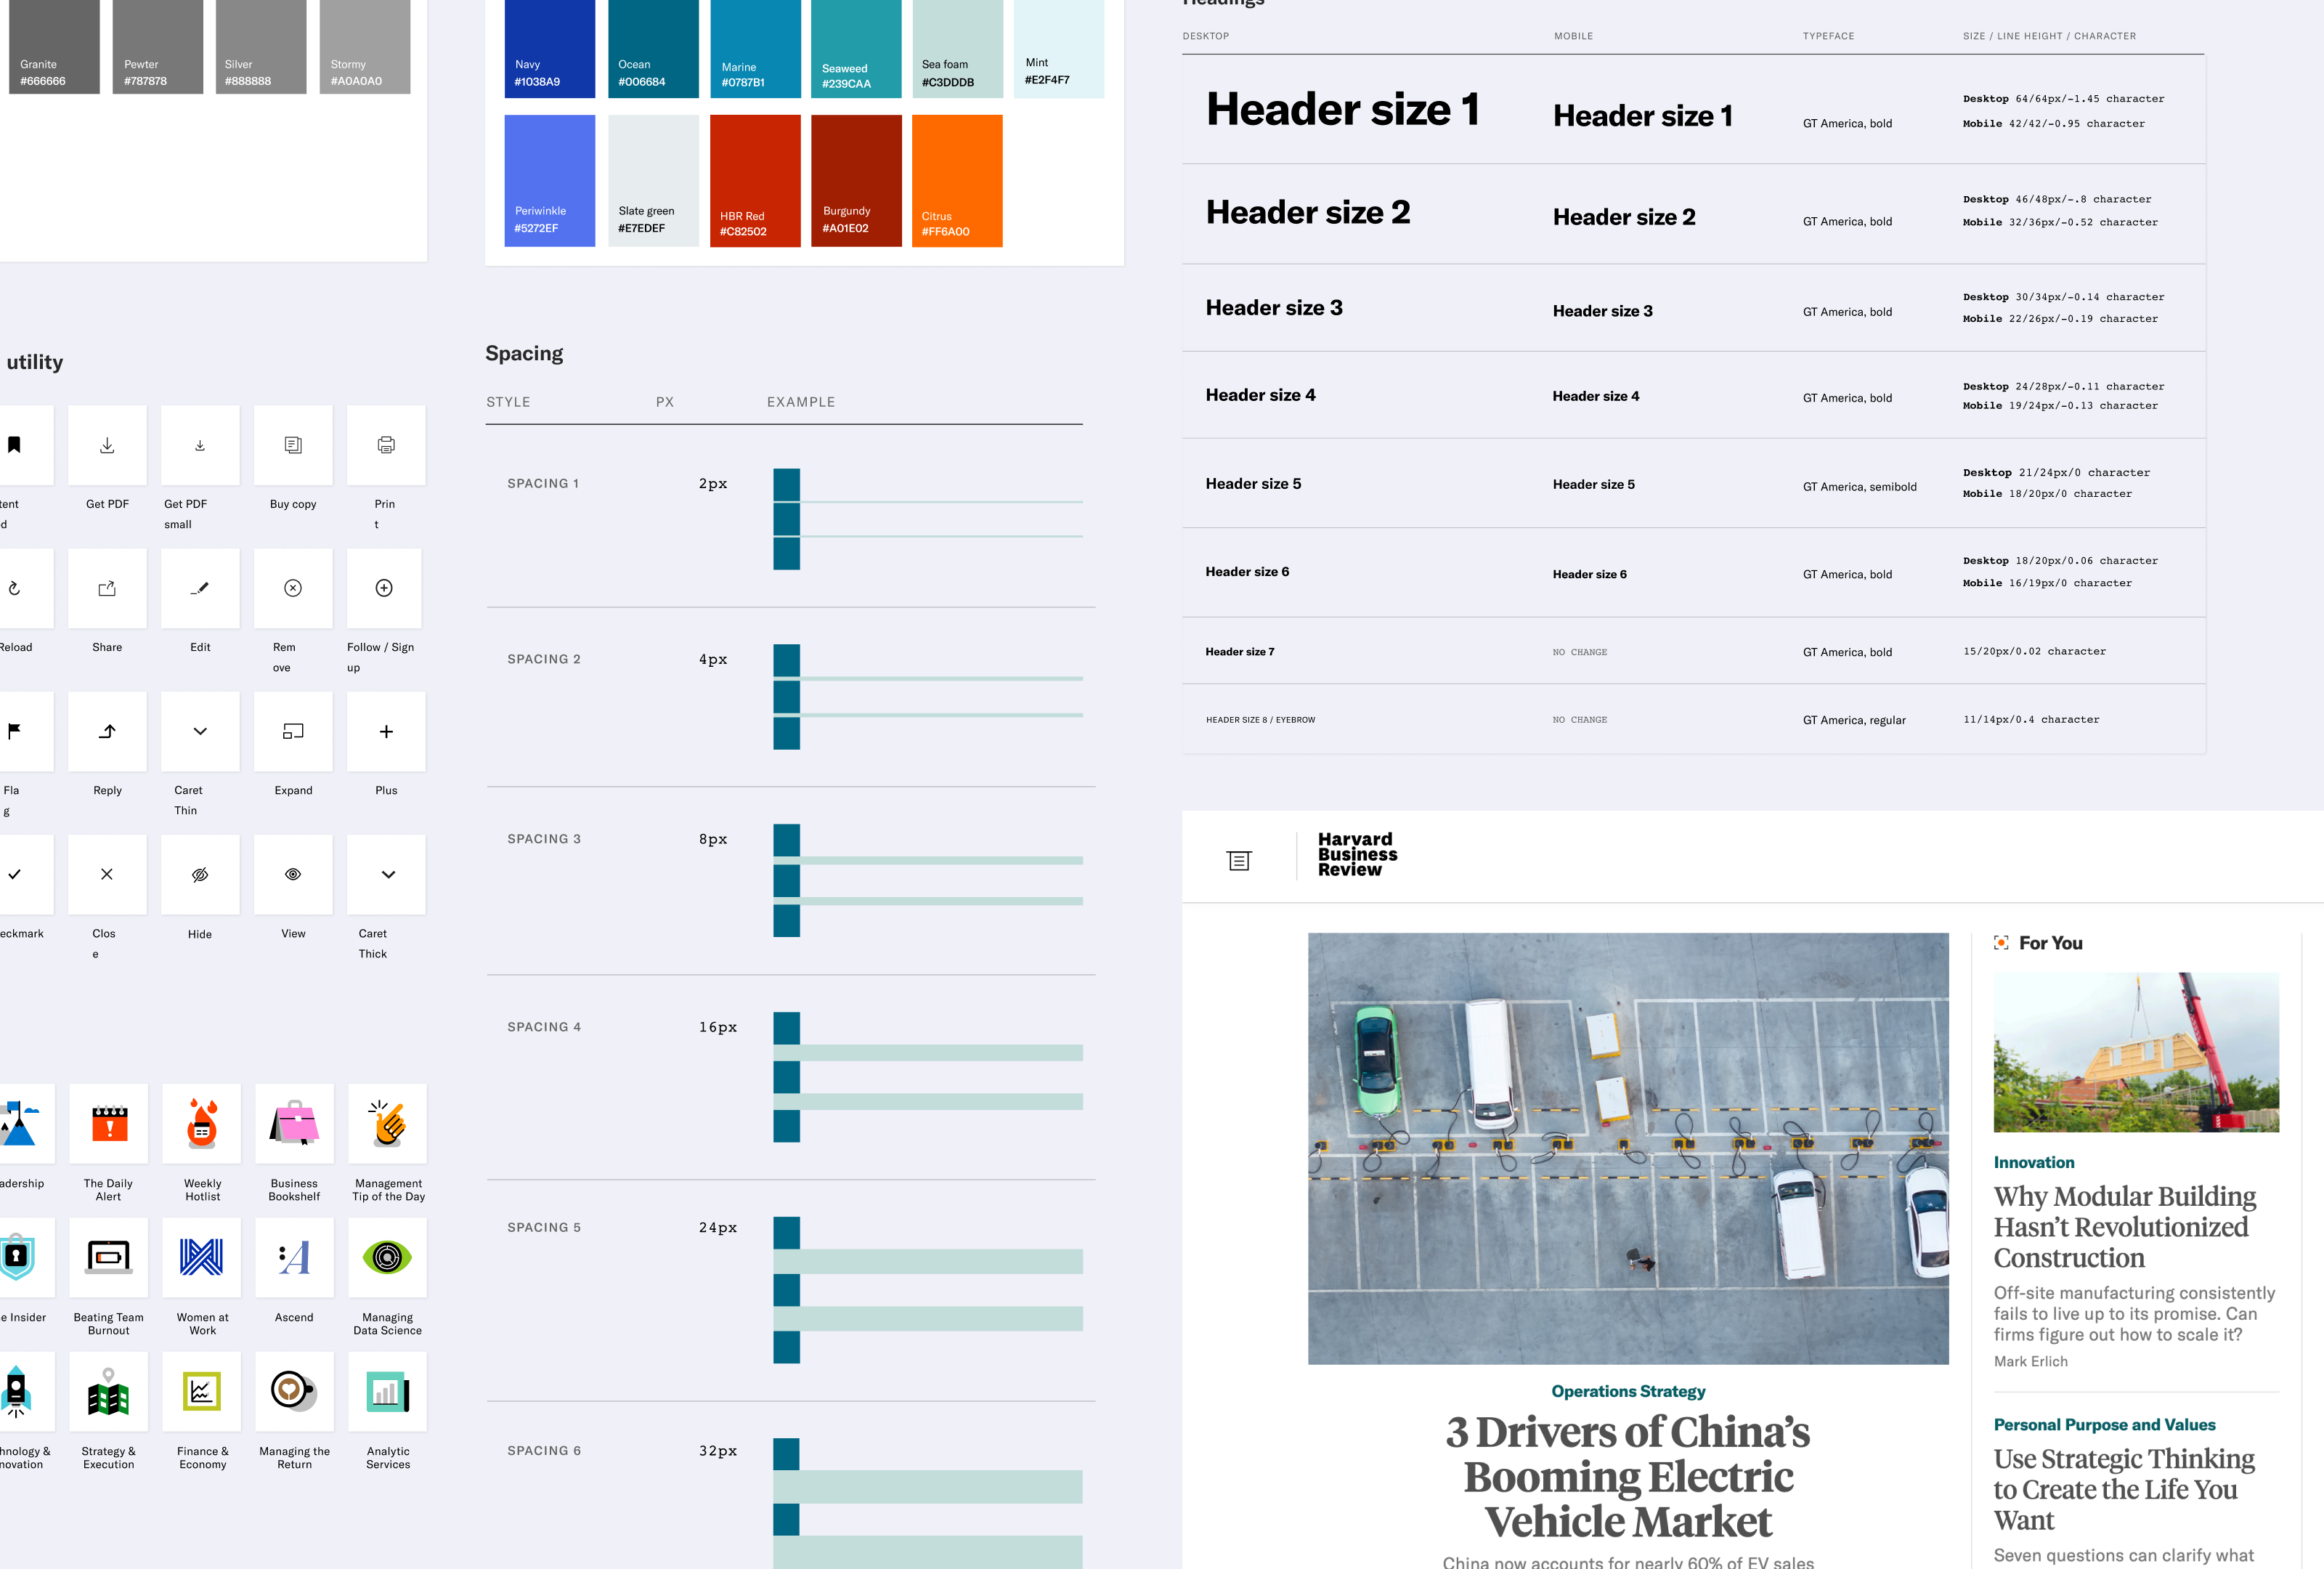 Granite
#666666
Pewter
#787878
Silver
#888888
Stormy
#A0A0A0
Navy
#1038A9
Ocean
#006684
Marine
#0787B1
Seaweed
#239CAA
Sea foam
#C3DDDB
Mint
#E2F4F7
Periwinkle
#5272EF
Slate green
#E7EDEF
HBR Red
#C82502
Burgundy
#A01E02
Citrus
#FF6A00
utility
tent
d
Get PDF
Get PDF
small
Buy copy
Prin
t
Reload
Share
Edit
Rem
ove
Follow / Sign
up
Fla
g
Reply
Caret
Thin
Expand
Plus
eckmark
Clos
e
Hide
View
Caret
Thick
adership
The Daily
Alert
Weekly
Hotlist
Business
Bookshelf
Management
Tip of the Day
e Insider
Beating Team
Burnout
Women at
Work
:A
Ascend
Managing
Data Science
hnology &
novation
Strategy &
Execution
Finance &
Economy
Managing the
Return
Analytic
Services
Spacing
STYLE PX EXAMPLE
SPACING 1 2px
SPACING 2 4px
SPACING 3 8px
SPACING 4 16px
SPACING 5 24px
SPACING 6 32px
Headings
DESKTOP MOBILE TYPEFACE SIZE / LINE HEIGHT / CHARACTER
Header size 1 Header size 1 GT America, bold
Desktop 64/64px/-1.45 character
Mobile 42/42/-0.95 character
Header size 2 Header size 2 GT America, bold
Desktop 46/48px/-.8 character
Mobile 32/36px/-0.52 character
Header size 3 Header size 3 GT America, bold
Desktop 30/34px/-0.14 character
Mobile 22/26px/-0.19 character
Header size 4 Header size 4 GT America, bold
Desktop 24/28px/-0.11 character
Mobile 19/24px/-0.13 character
Header size 5 Header size 5 GT America, semibold
Desktop 21/24px/0 character
Mobile 18/20px/0 character
Header size 6 Header size 6 GT America, bold
Desktop 18/20px/0.06 character
Mobile 16/19px/0 character
Header size 7 NO CHANGE GT America, bold 15/20px/0.02 character
HEADER SIZE 8 / EYEBROW NO CHANGE GT America, regular 11/14px/0.4 character
Harvard
Business
Review
Operations Strategy
3 Drivers of China's
Booming Electric
Vehicle Market
China now accounts for nearly 60% of EV sales
For You
Innovation
Why Modular Building
Hasn't Revolutionized
Construction
Off-site manufacturing consistently
fails to live up to its promise. Can
firms figure out how to scale it?
Mark Erlich
Personal Purpose and Values
Use Strategic Thinking
to Create the Life You
Want
Seven questions can clarify what